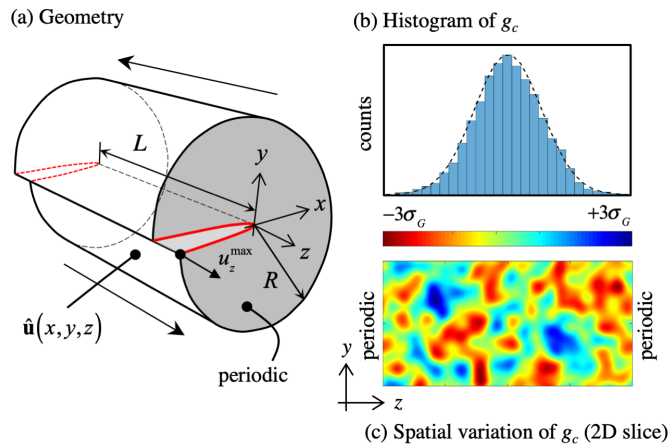 (a) Geometry
L
y
x
z
u_z^max
R
û(x, y, z)
periodic
(b) Histogram of g_c
counts
−3σ_G
+3σ_G
periodic
periodic
y
z
(c) Spatial variation of g_c (2D slice)